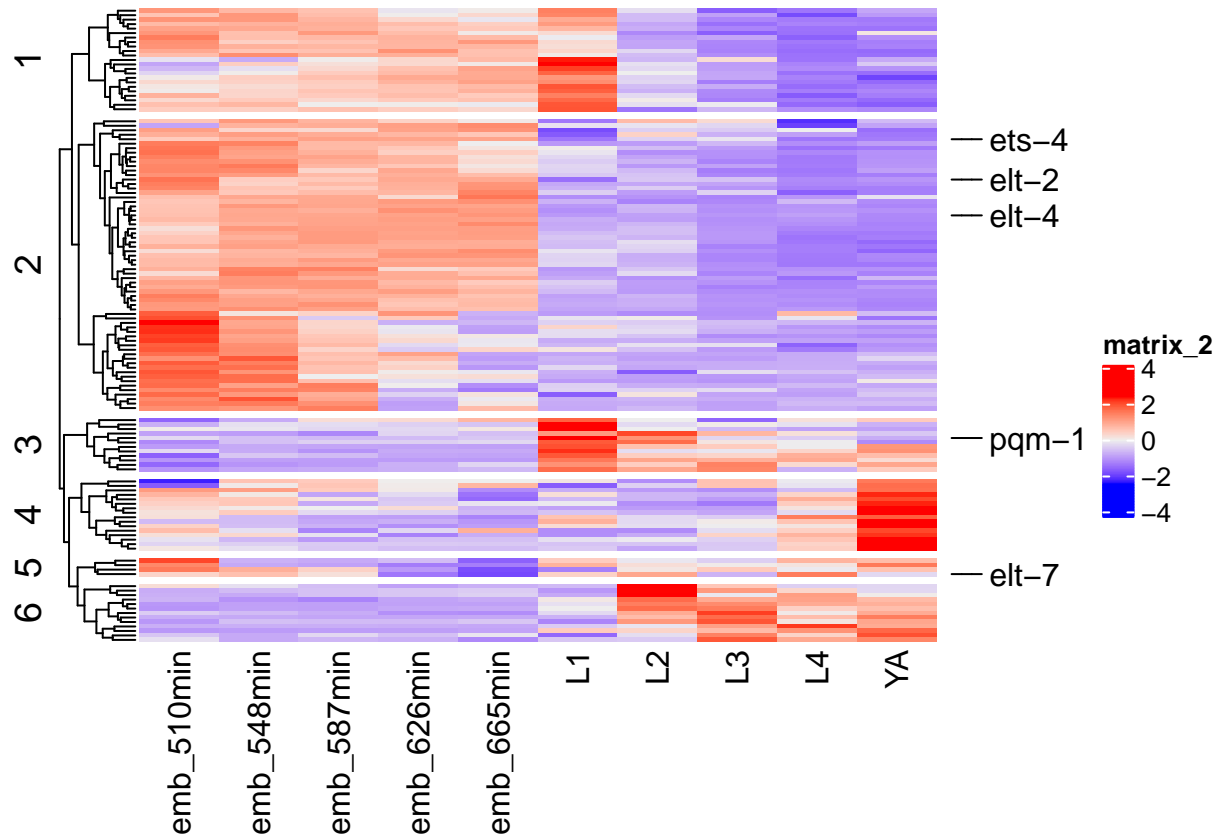 1
2
3
4
5
6
ets−4
elt−2
elt−4
pqm−1
elt−7
matrix_2
4
2
0
−2
−4
emb_510min
emb_548min
emb_587min
emb_626min
emb_665min
L1
L2
L3
L4
YA